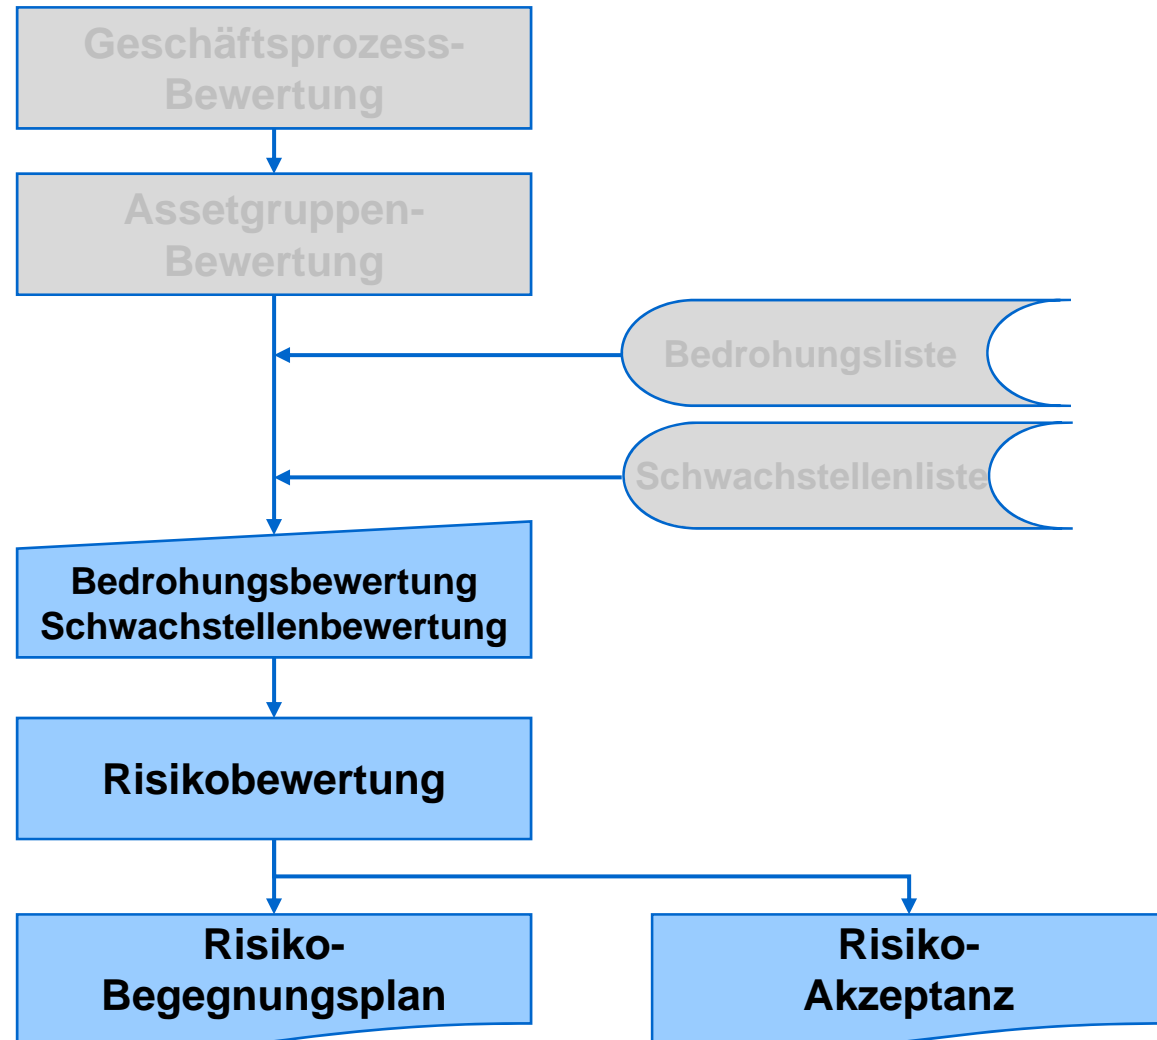 Geschäftsprozess-
Bewertung
Assetgruppen-
Bewertung
Bedrohungsliste
Schwachstellenliste
Bedrohungsbewertung
Schwachstellenbewertung
Risikobewertung
Risiko-
Begegnungsplan
Risiko-
Akzeptanz